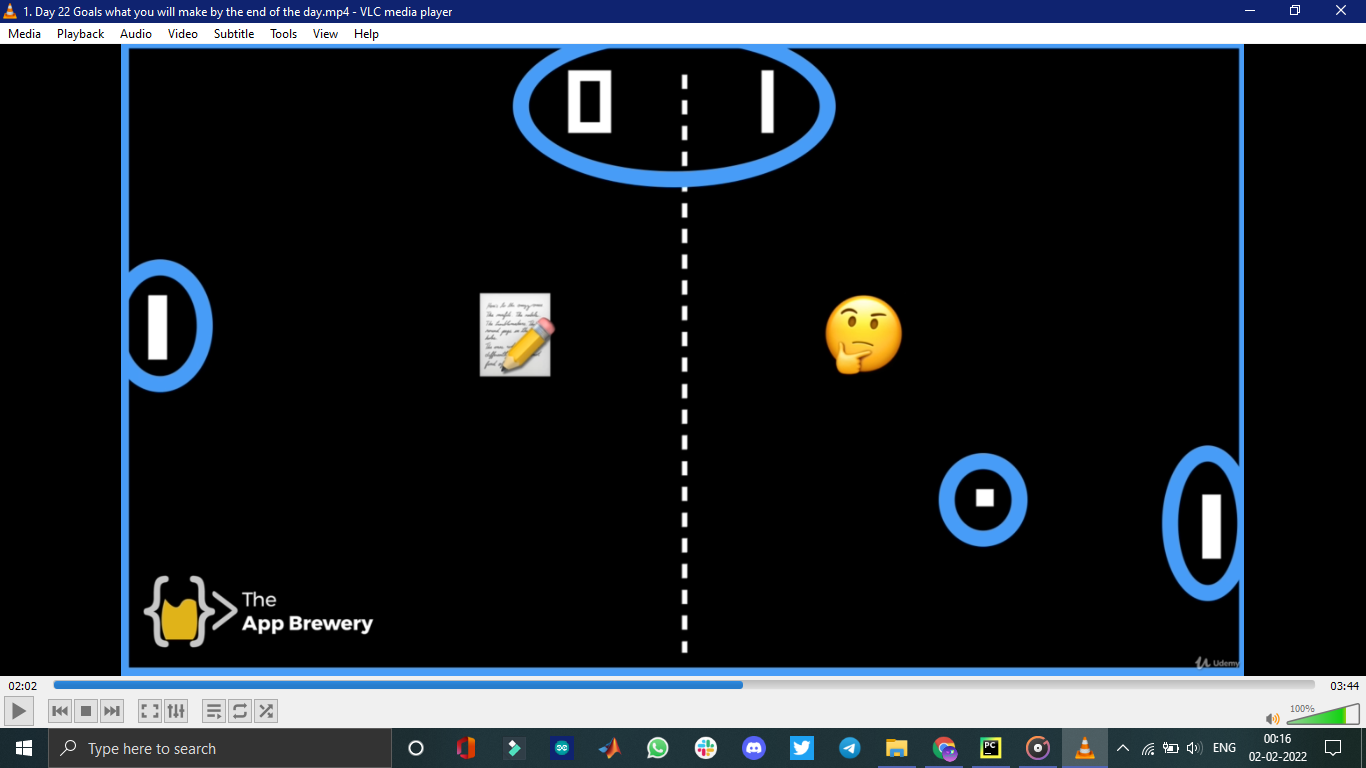 1. Day 22 Goals what you will make by the end of the day.mp4 - VLC media player
Media Playback Audio Video Subtitle Tools View Help
0 1
The
App Brewery
Udemy
02:02 03:44
100%
Type here to search
PC
ENG
00:16
02-02-2022